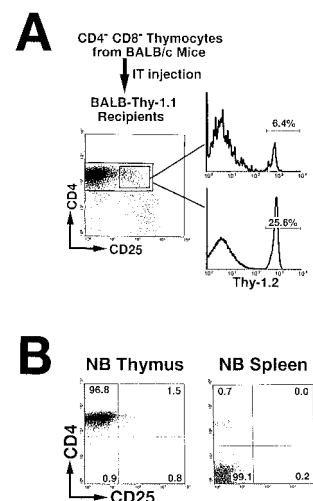 A
CD4- CD8- Thymocytes
from BALB/c Mice
IT injection
BALB-Thy-1.1
Recipients
6.4%
25.6%
CD4
CD25
Thy-1.2
B
NB Thymus
NB Spleen
96.8
1.5
0.7
0.0
CD4
0.9
0.8
99.1
0.2
CD25